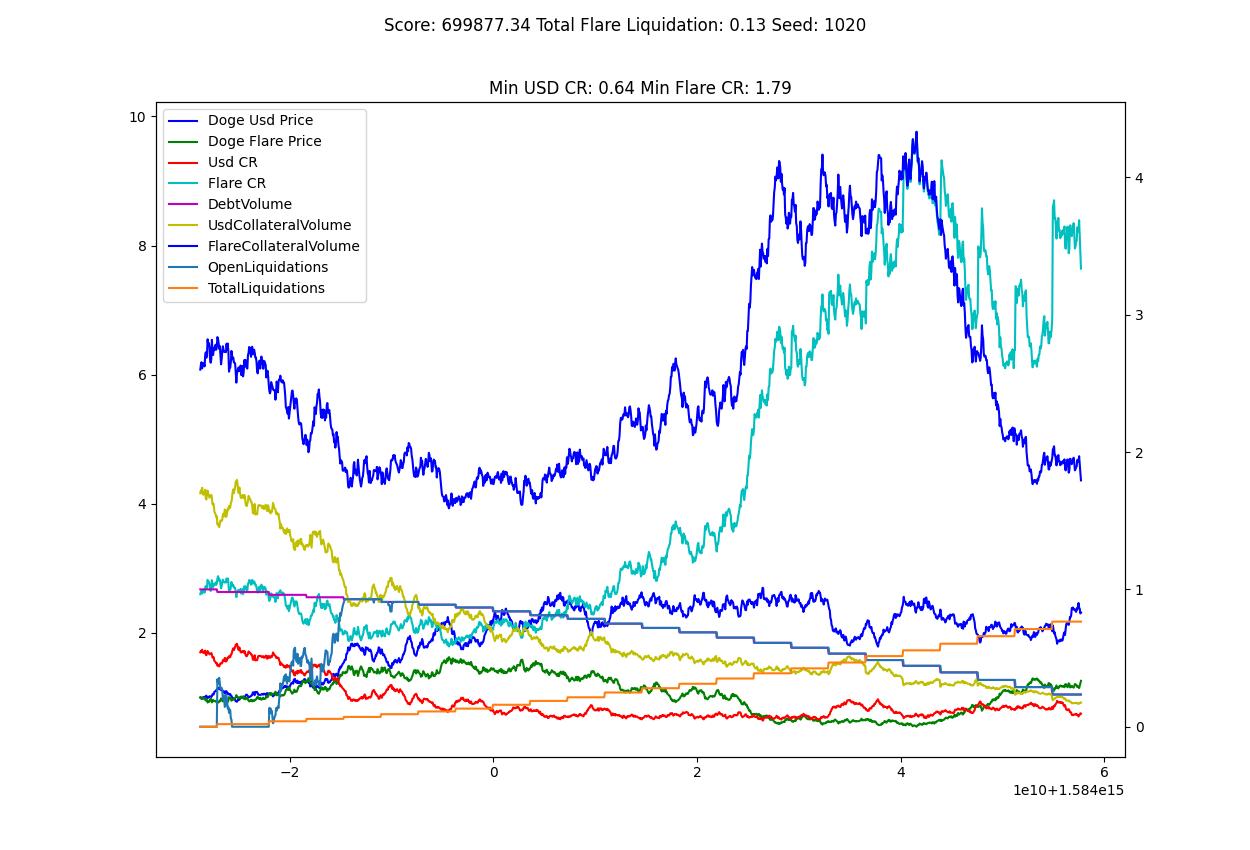 Score: 699877.34 Total Flare Liquidation: 0.13 Seed: 1020
Min USD CR: 0.64 Min Flare CR: 1.79
Doge Usd Price
Doge Flare Price
Usd CR
Flare CR
DebtVolume
UsdCollateralVolume
FlareCollateralVolume
OpenLiquidations
TotalLiquidations
10
8
6
4
2
4
3
2
1
0
−2
0
2
4
6
1e10+1.584e15